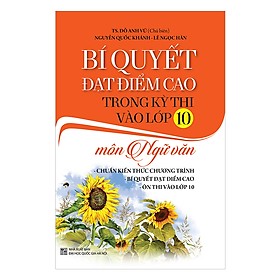 TS. ĐỖ ANH VŨ (Chủ biên)
NGUYỄN QUỐC KHÁNH - LÊ NGỌC HÂN
BÍ QUYẾT
ĐẠT ĐIỂM CAO
TRONG KỲ THI
VÀO LỚP 10
môn Ngữ văn
- CHUẨN KIẾN THỨC CHƯƠNG TRÌNH
- BÍ QUYẾT ĐẠT ĐIỂM CAO
- ÔN THI VÀO LỚP 10
NHÀ XUẤT BẢN
ĐẠI HỌC QUỐC GIA HÀ NỘI